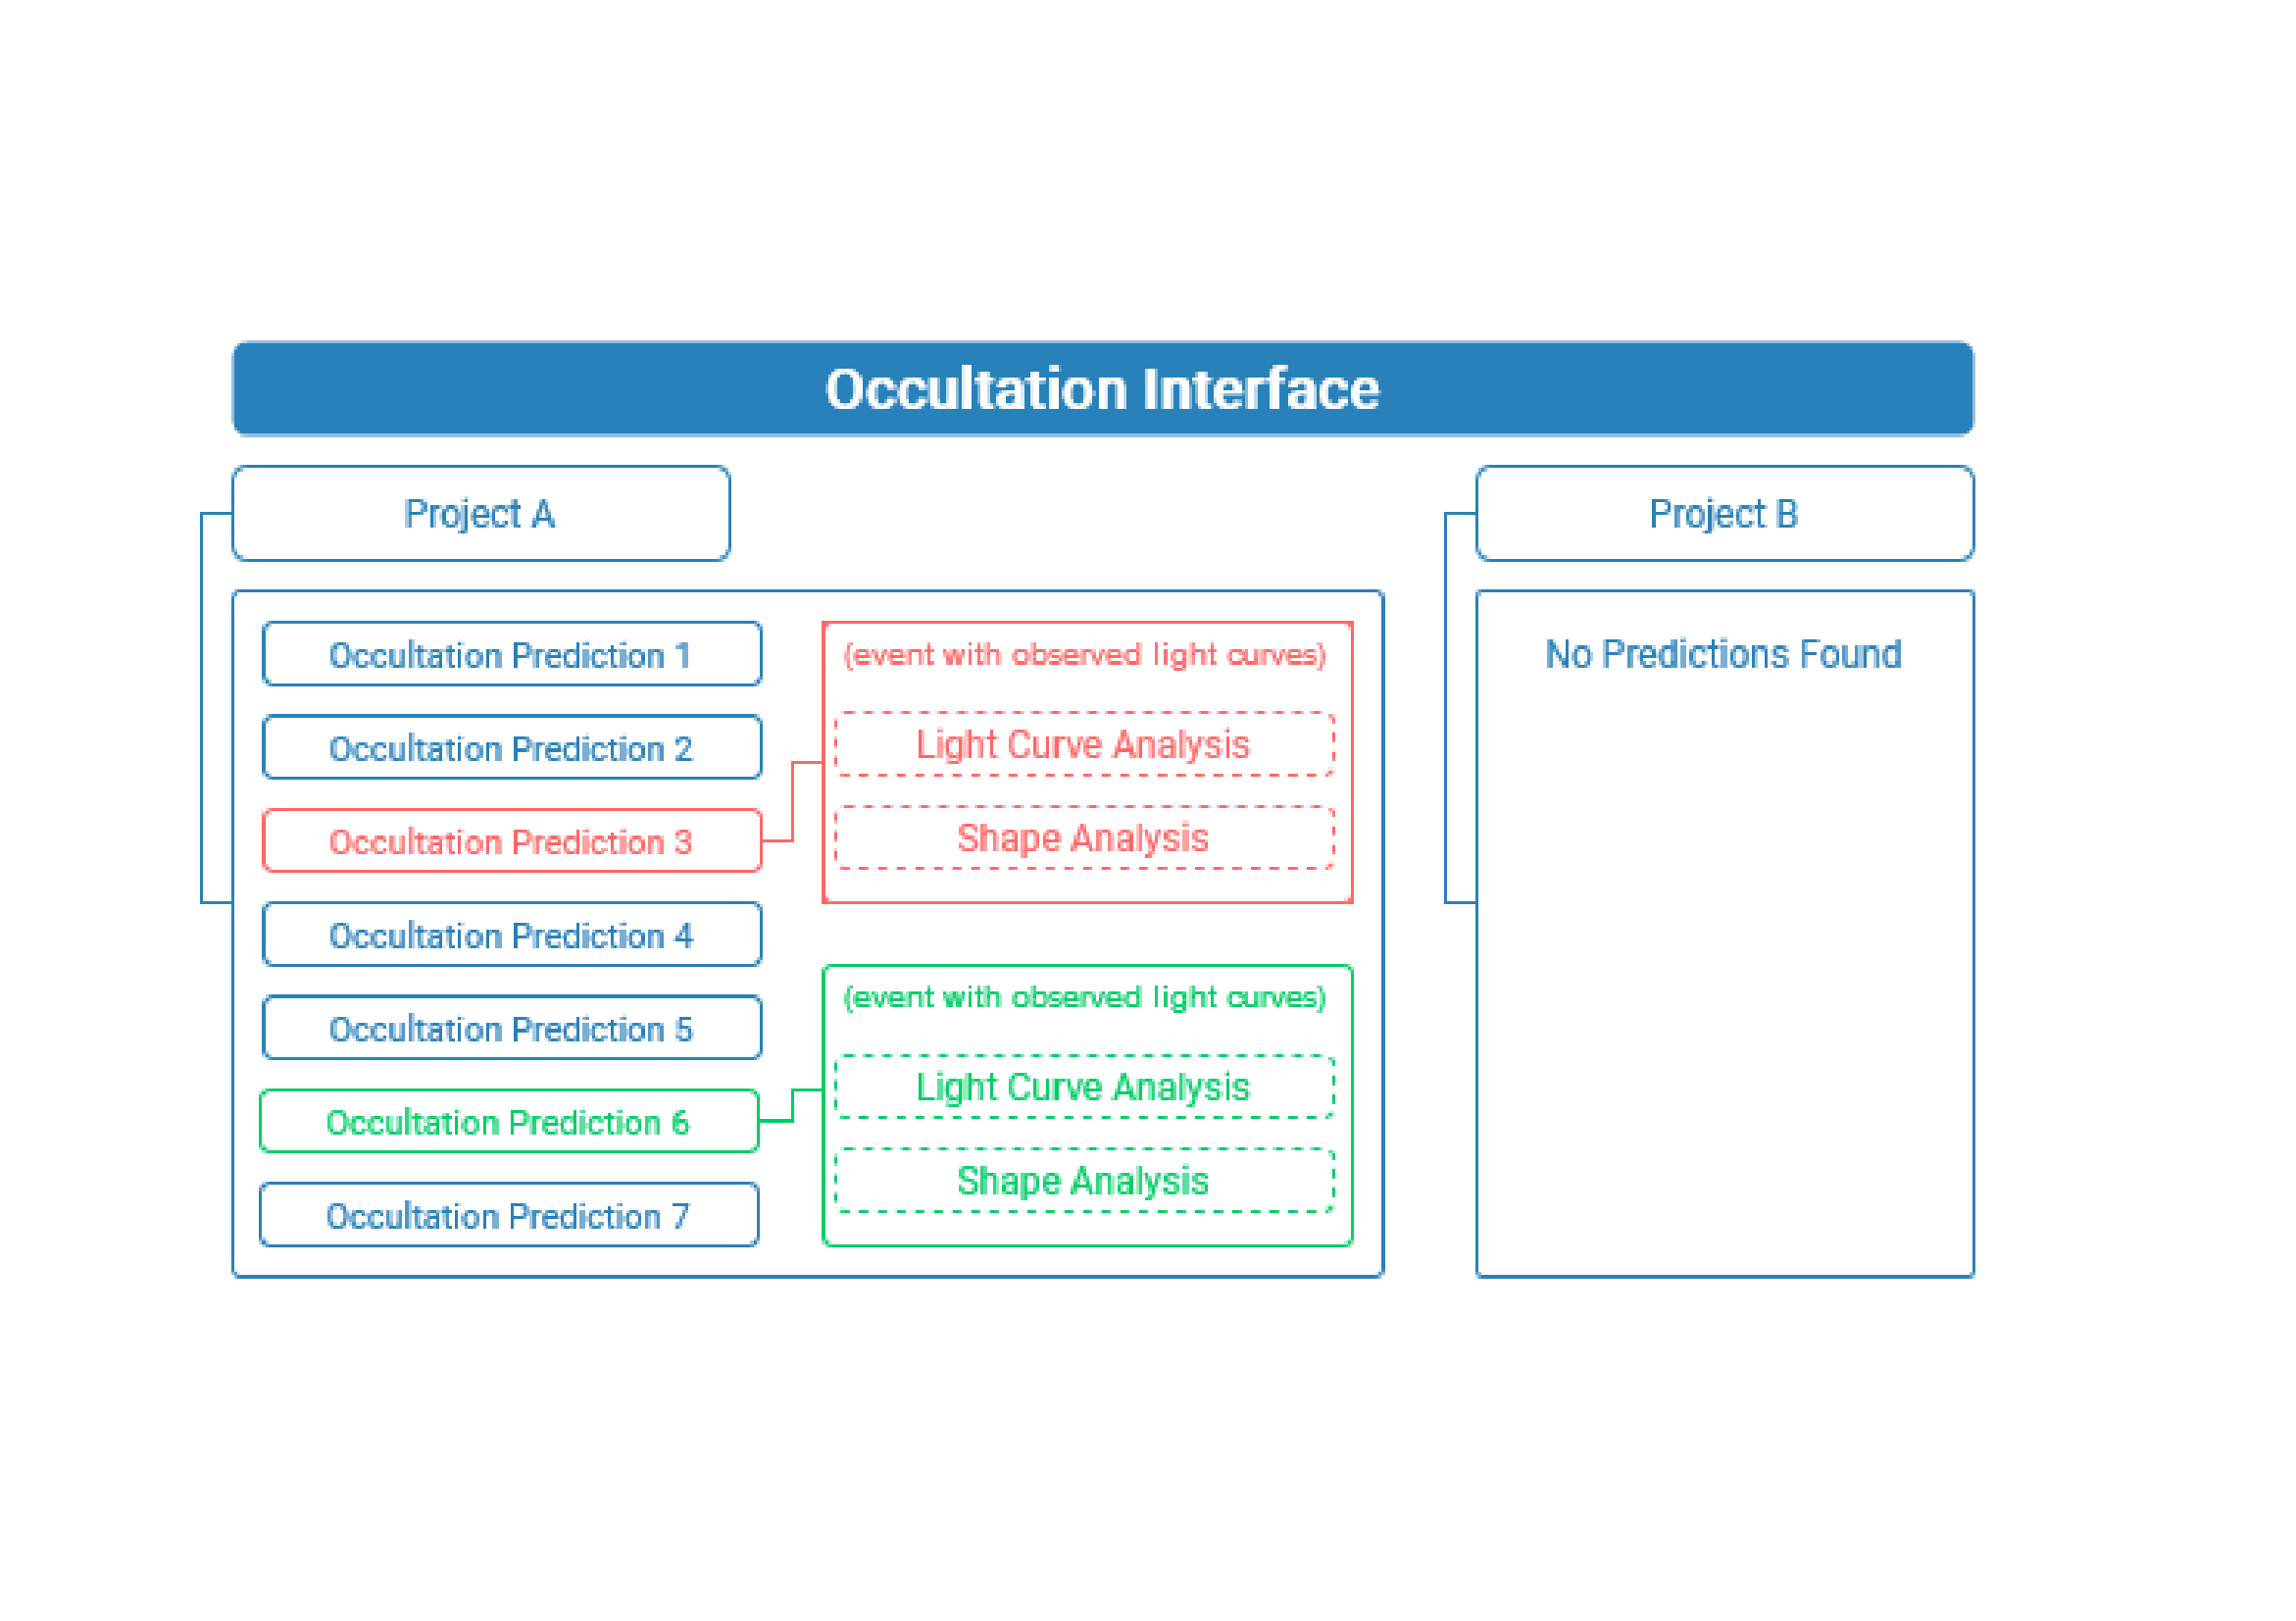 Occultation Interface
Project A
Project B
Occultation Prediction 1
Occultation Prediction 2
Occultation Prediction 3
Occultation Prediction 4
Occultation Prediction 5
Occultation Prediction 6
Occultation Prediction 7
(event with observed light curves)
Light Curve Analysis
Shape Analysis
(event with observed light curves)
Light Curve Analysis
Shape Analysis
No Predictions Found